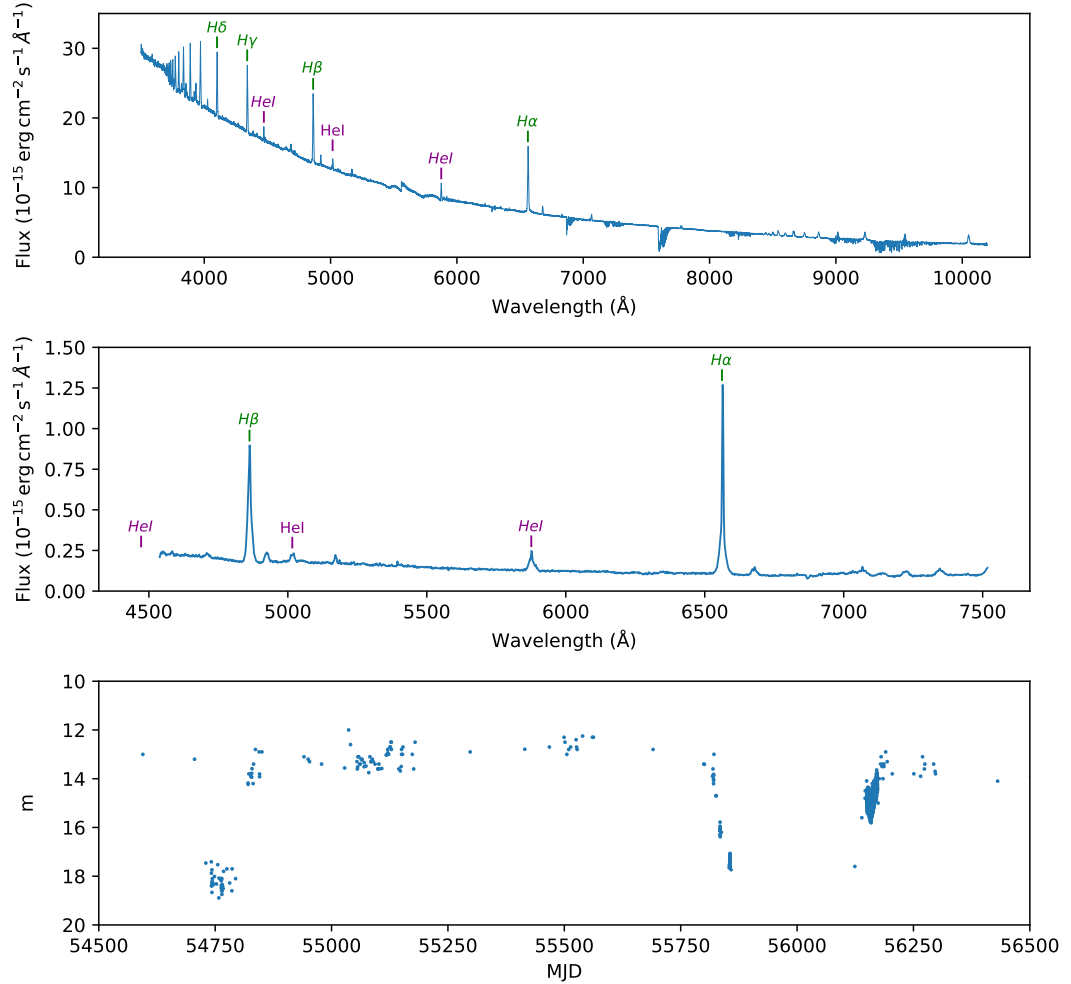 Flux (10⁻¹⁵ erg cm⁻² s⁻¹ Å⁻¹)
30
20
10
0
Hδ
Hγ
Hβ
HeI
HeI
HeI
Hα
4000 5000 6000 7000 8000 9000 10000
Wavelength (Å)
Flux (10⁻¹⁵ erg cm⁻² s⁻¹ Å⁻¹)
1.50
1.25
1.00
0.75
0.50
0.25
0.00
HeI
Hβ
HeI
HeI
Hα
4500 5000 5500 6000 6500 7000 7500
Wavelength (Å)
m
10
12
14
16
18
20
54500 54750 55000 55250 55500 55750 56000 56250 56500
MJD